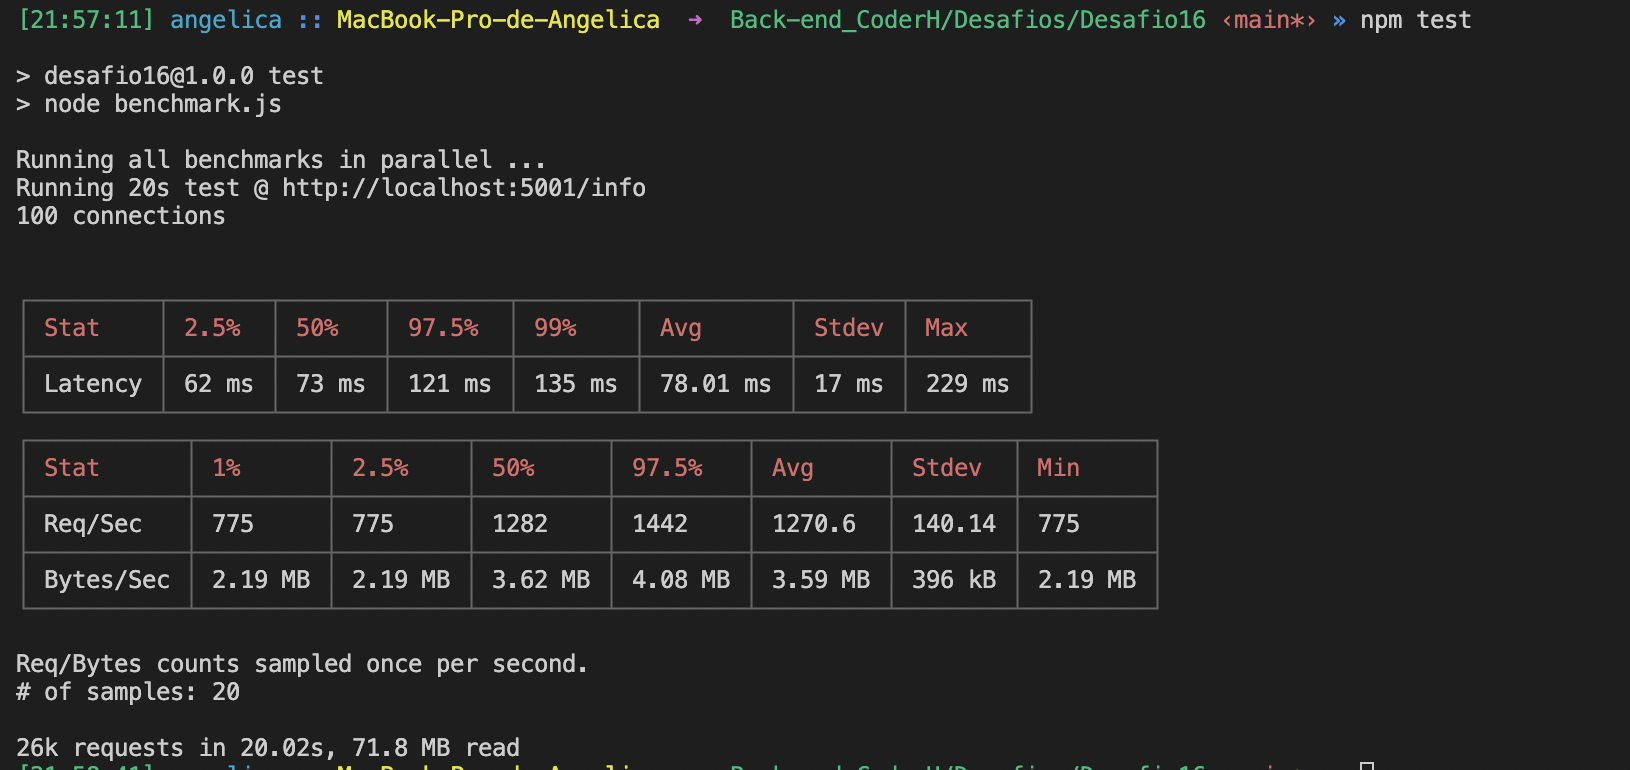 [21:57:11] angelica :: MacBook-Pro-de-Angelica ➜ Back-end_CoderH/Desafios/Desafio16 ‹main*› » npm test
> desafio16@1.0.0 test
> node benchmark.js
Running all benchmarks in parallel ...
Running 20s test @ http://localhost:5001/info
100 connections
Stat 2.5% 50% 97.5% 99% Avg Stdev Max
Latency 62 ms 73 ms 121 ms 135 ms 78.01 ms 17 ms 229 ms
Stat 1% 2.5% 50% 97.5% Avg Stdev Min
Req/Sec 775 775 1282 1442 1270.6 140.14 775
Bytes/Sec 2.19 MB 2.19 MB 3.62 MB 4.08 MB 3.59 MB 396 kB 2.19 MB
Req/Bytes counts sampled once per second.
# of samples: 20
26k requests in 20.02s, 71.8 MB read